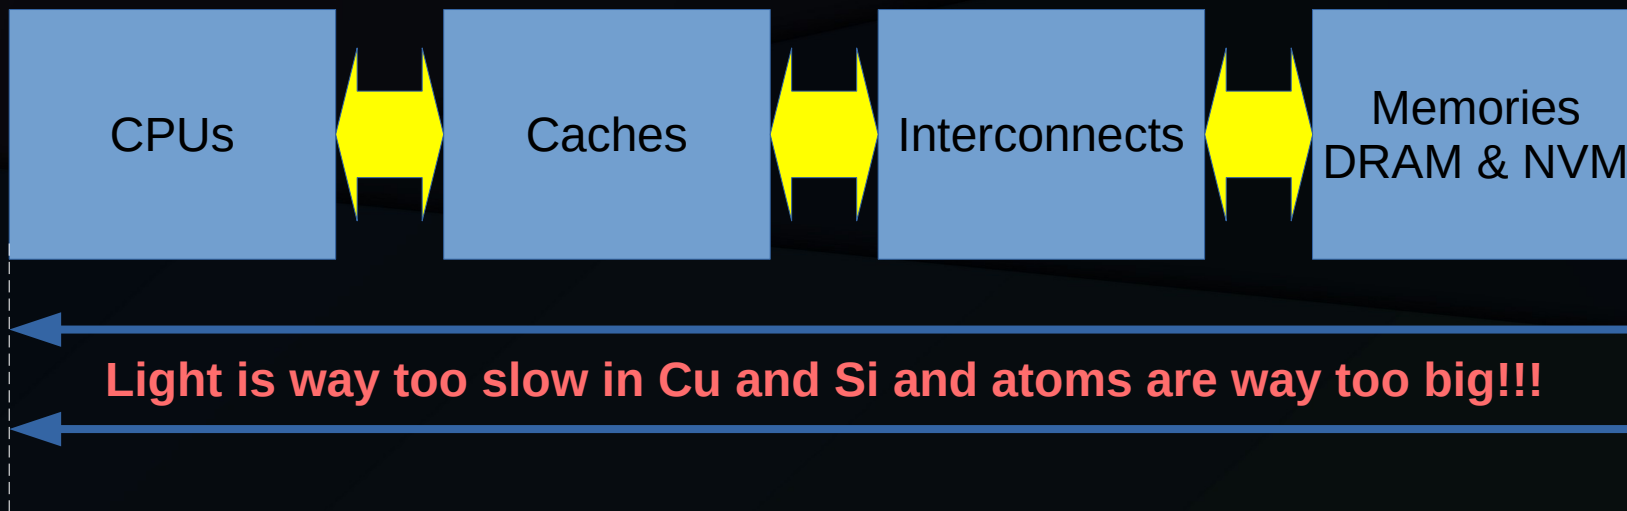 CPUs
Caches
Interconnects
Memories
DRAM & NVM
Light is way too slow in Cu and Si and atoms are way too big!!!